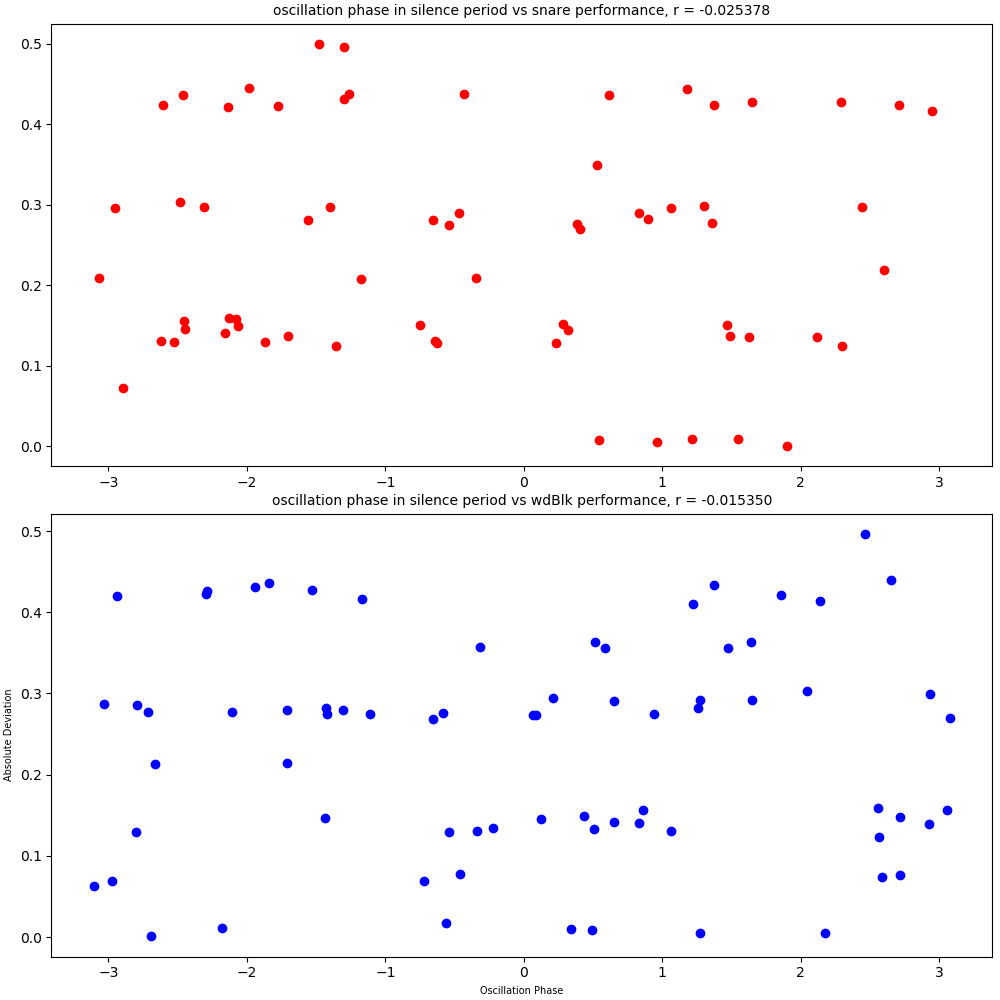 oscillation phase in silence period vs snare performance, r = -0.025378
0.5
0.4
0.3
0.2
0.1
0.0
−3 −2 −1 0 1 2 3
oscillation phase in silence period vs wdBlk performance, r = -0.015350
0.5
0.4
0.3
0.2
0.1
0.0
Absolute Deviation
−3 −2 −1 0 1 2 3
Oscillation Phase